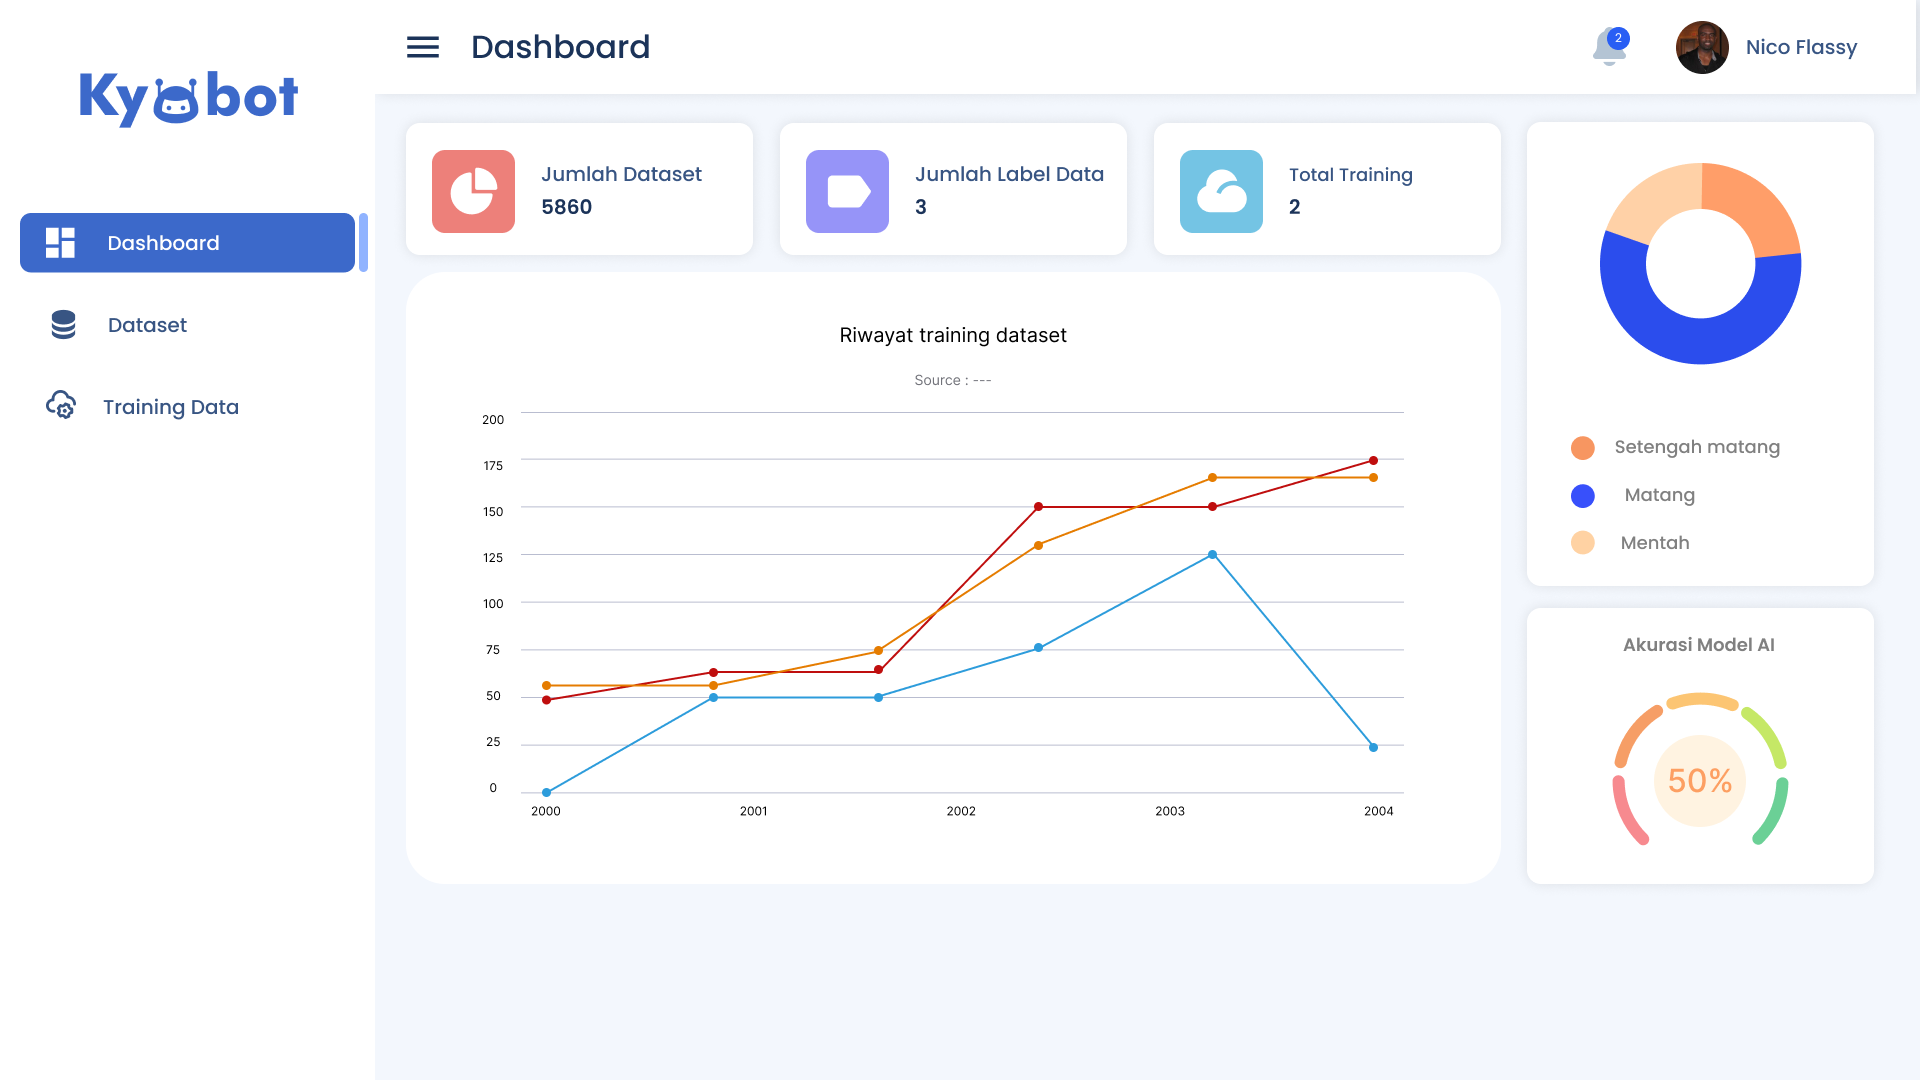 Kyobot
Dashboard
Dataset
Training Data
Dashboard
2
Nico Flassy
Jumlah Dataset
5860
Jumlah Label Data
3
Total Training
2
Riwayat training dataset
Source : ---
200
175
150
125
100
75
50
25
0
2000 2001 2002 2003 2004
Setengah matang
Matang
Mentah
Akurasi Model AI
50%